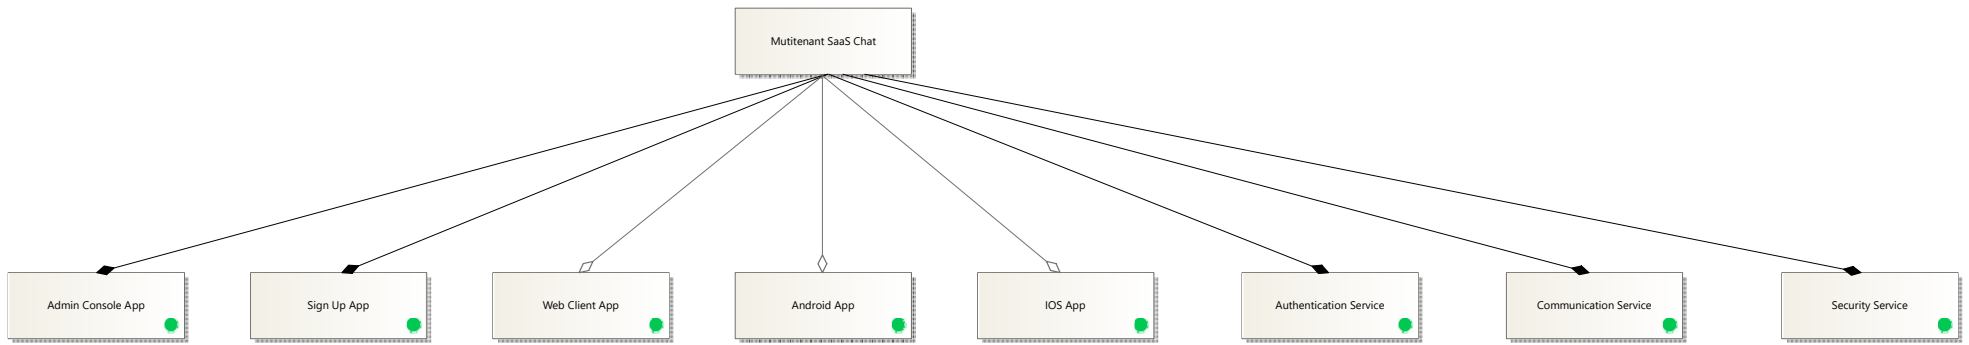 Mutitenant SaaS Chat
Admin Console App
Sign Up App
Web Client App
Android App
IOS App
Authentication Service
Communication Service
Security Service